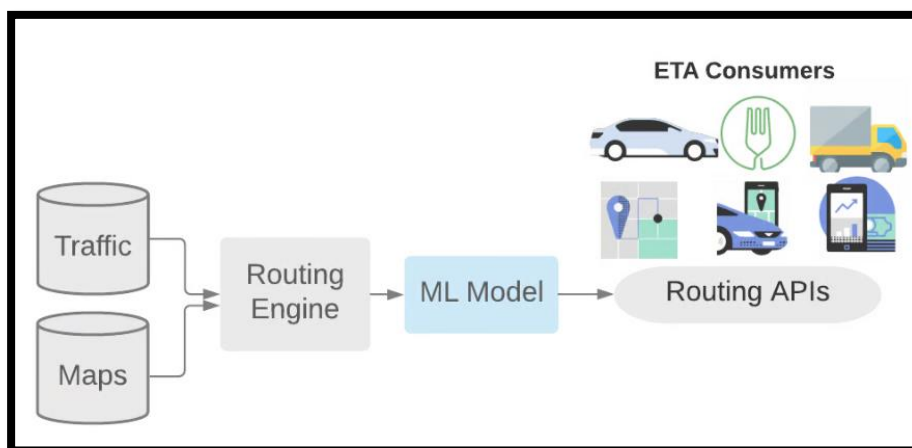 ETA Consumers
Traffic
Maps
Routing
Engine
ML Model
Routing APIs